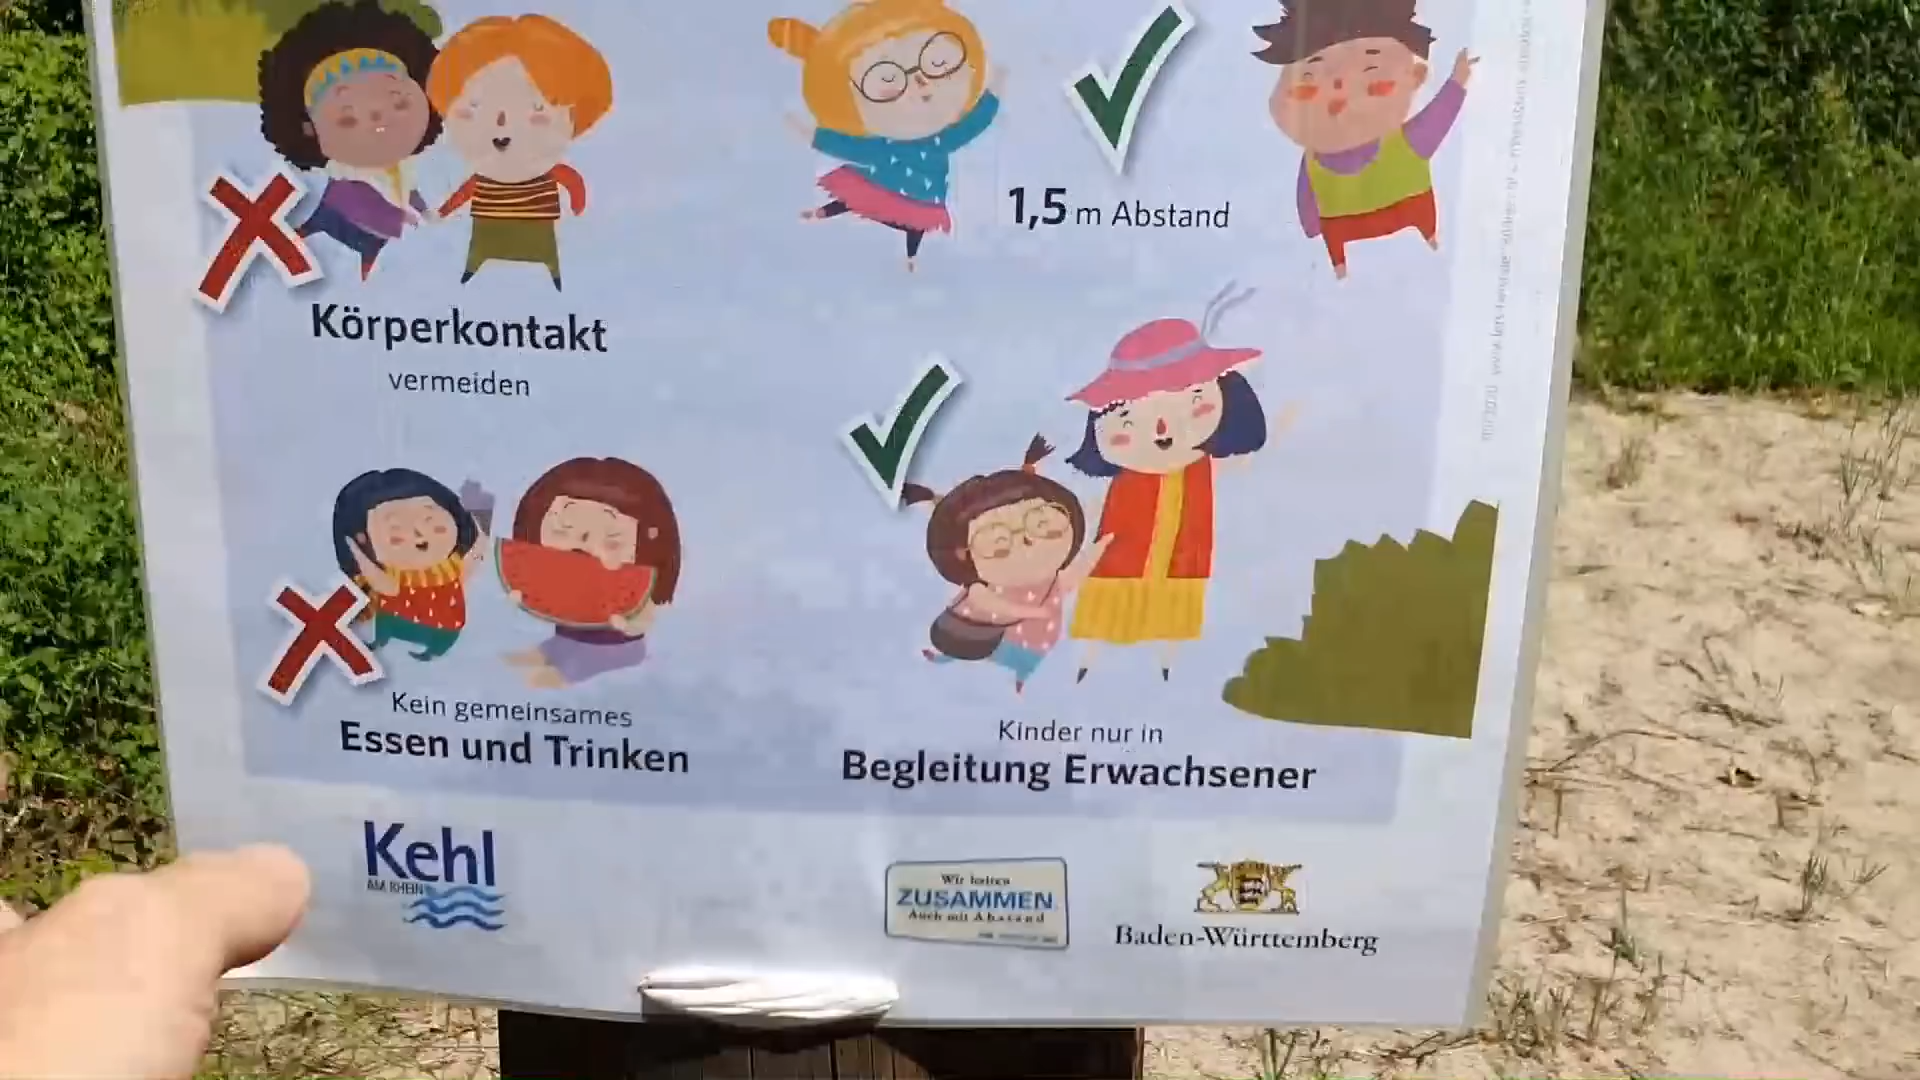 1,5 m Abstand
Körperkontakt
vermeiden
Kein gemeinsames
Essen und Trinken
Kinder nur in
Begleitung Erwachsener
Kehl
AM RHEIN
Wir halten
ZUSAMMEN
Auch mit Abstand
Baden-Württemberg